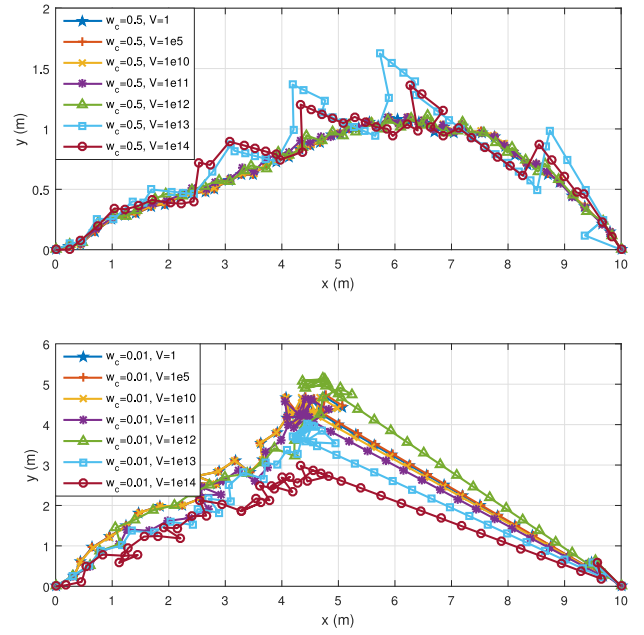 2
1.5
1
0.5
0
y (m)
w_c=0.5, V=1
w_c=0.5, V=1e5
w_c=0.5, V=1e10
w_c=0.5, V=1e11
w_c=0.5, V=1e12
w_c=0.5, V=1e13
w_c=0.5, V=1e14
0 1 2 3 4 5 6 7 8 9 10
x (m)
6
5
4
3
2
1
0
y (m)
w_c=0.01, V=1
w_c=0.01, V=1e5
w_c=0.01, V=1e10
w_c=0.01, V=1e11
w_c=0.01, V=1e12
w_c=0.01, V=1e13
w_c=0.01, V=1e14
0 1 2 3 4 5 6 7 8 9 10
x (m)